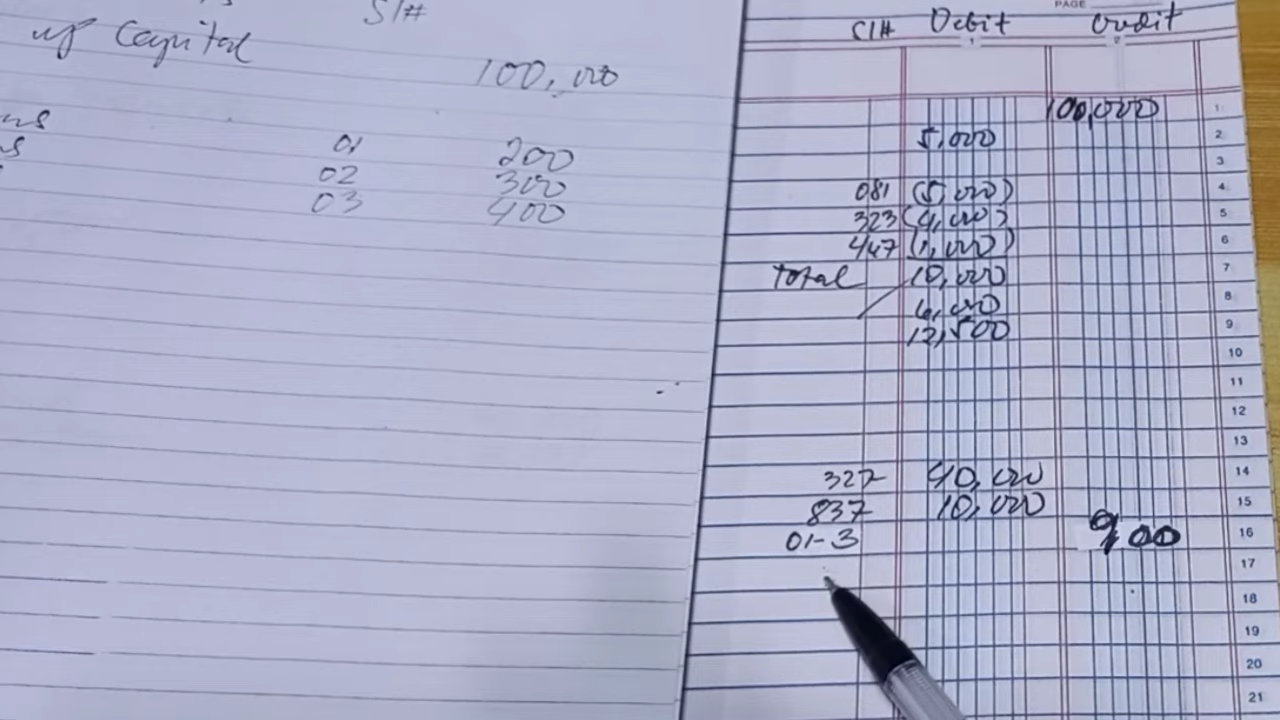 SI#
of Capital 100,000
ns
s 01 200
02 300
03 400
PAGE
SI# Debit Credit
1 2
100,000 1
5,000 2
3
081 (5,000) 4
323 (4,000) 5
447 (1,000) 6
Total 10,000 7
6,000 8
12,500 9
10
11
12
13
327 40,000 14
837 10,000 15
01-3 900 16
17
18
19
20
21